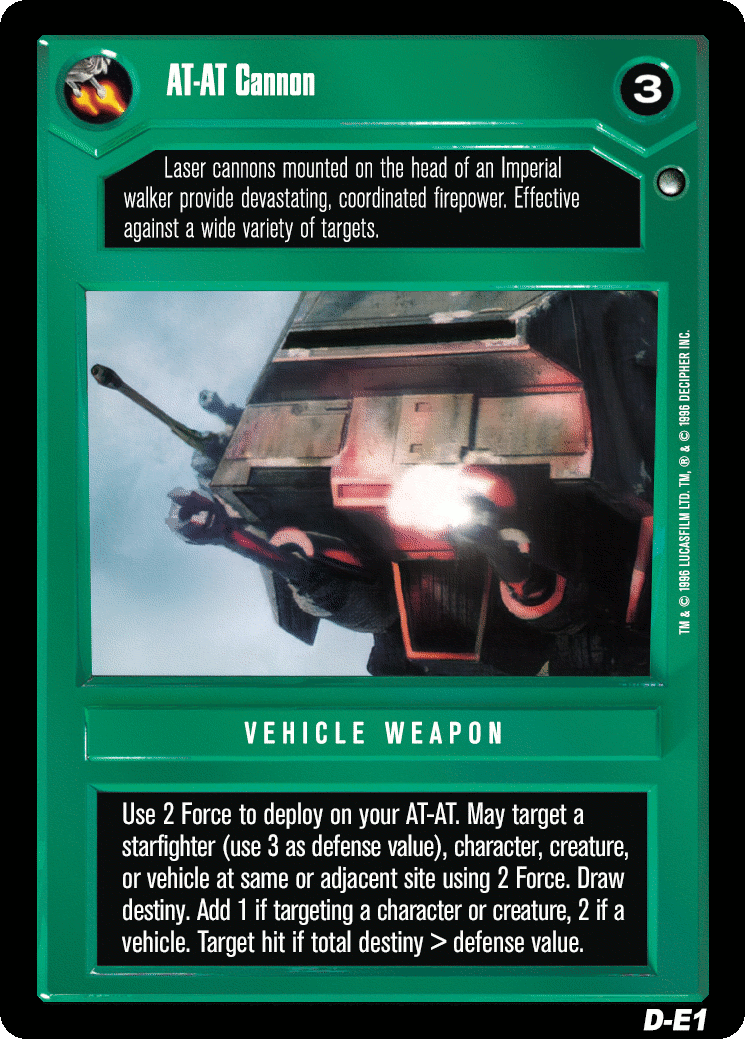 AT-AT Cannon
3
Laser cannons mounted on the head of an Imperial
walker provide devastating, coordinated firepower. Effective
against a wide variety of targets.
TM & © 1996 LUCASFILM LTD. TM, ® & © 1996 DECIPHER INC.
VEHICLE WEAPON
Use 2 Force to deploy on your AT-AT. May target a
starfighter (use 3 as defense value), character, creature,
or vehicle at same or adjacent site using 2 Force. Draw
destiny. Add 1 if targeting a character or creature, 2 if a
vehicle. Target hit if total destiny > defense value.
D-E1